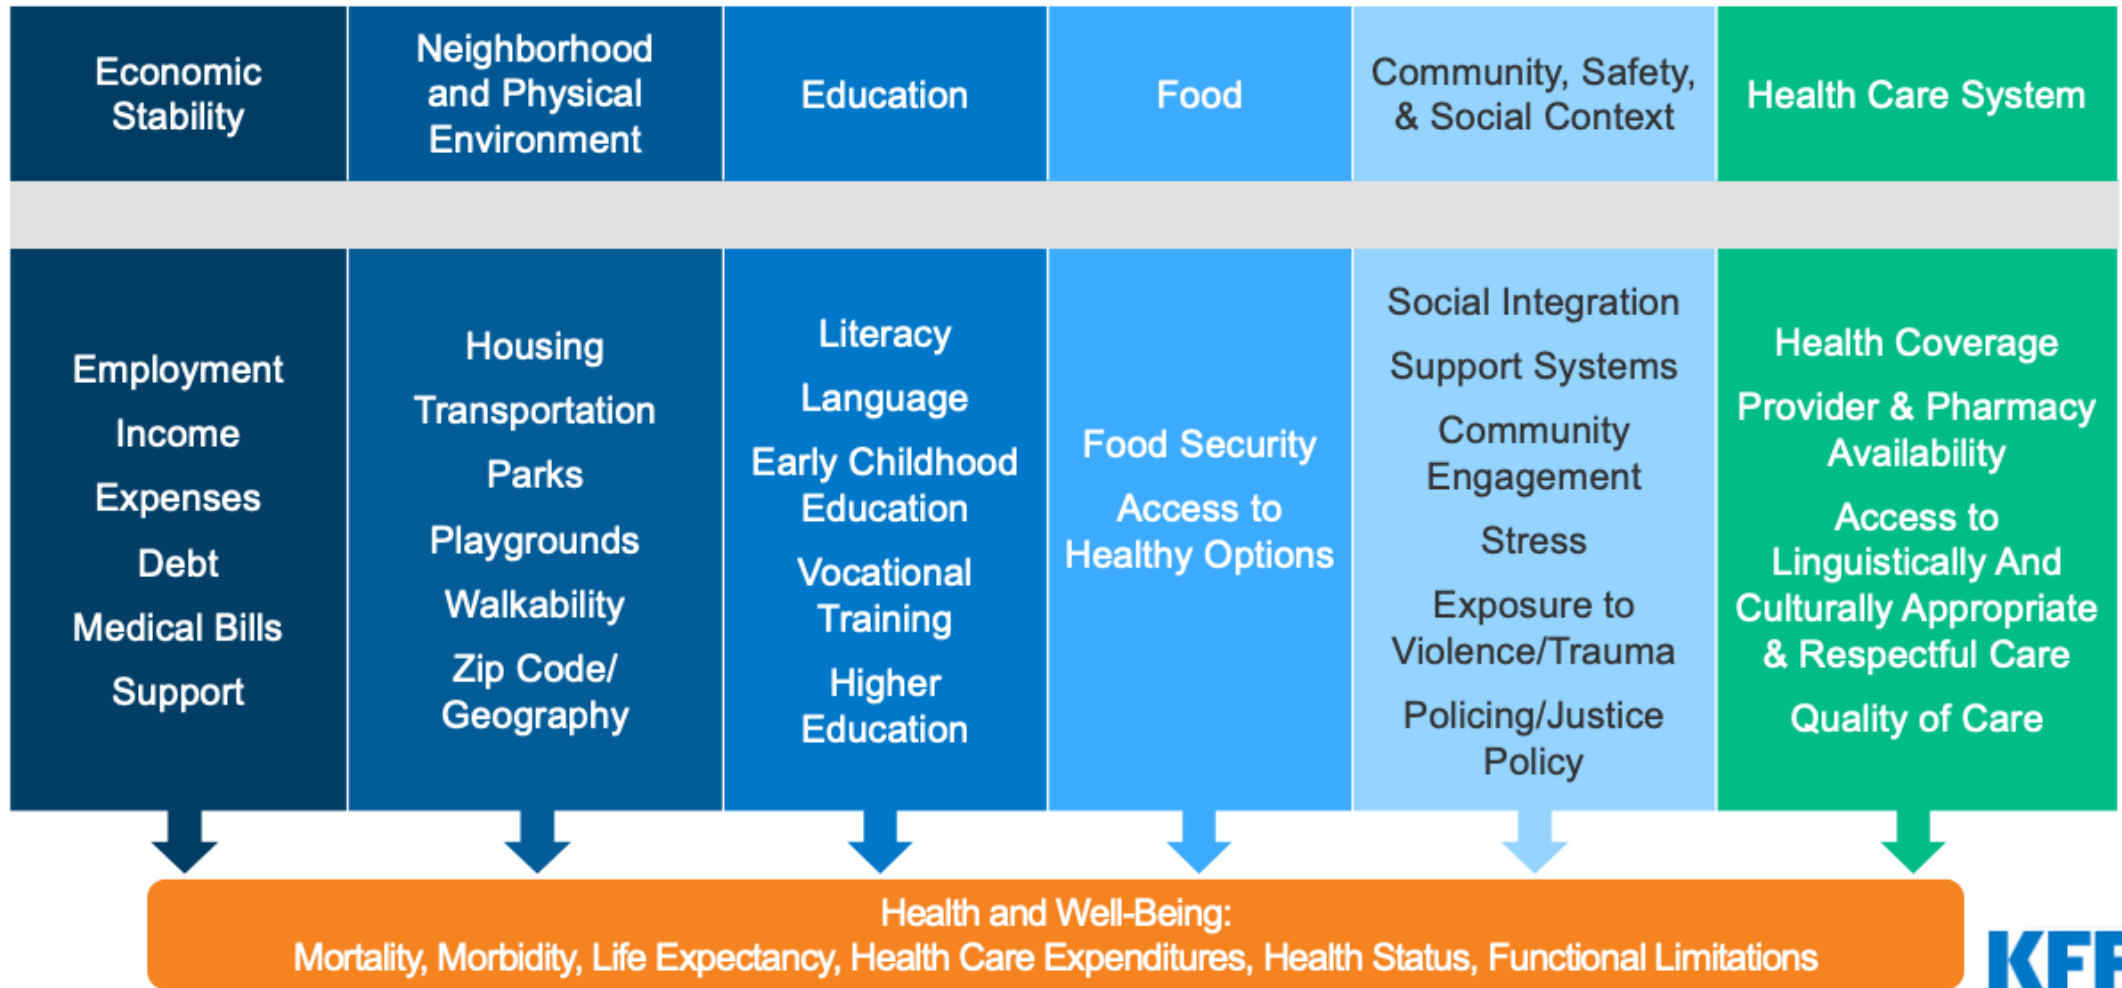 Economic
Stability
Neighborhood
and Physical
Environment
Education
Food
Community, Safety,
& Social Context
Health Care System
Employment
Income
Expenses
Debt
Medical Bills
Support
Housing
Transportation
Parks
Playgrounds
Walkability
Zip Code/
Geography
Literacy
Language
Early Childhood
Education
Vocational
Training
Higher
Education
Food Security
Access to
Healthy Options
Social Integration
Support Systems
Community
Engagement
Stress
Exposure to
Violence/Trauma
Policing/Justice
Policy
Health Coverage
Provider & Pharmacy
Availability
Access to
Linguistically And
Culturally Appropriate
& Respectful Care
Quality of Care
Health and Well-Being:
Mortality, Morbidity, Life Expectancy, Health Care Expenditures, Health Status, Functional Limitations
KFF